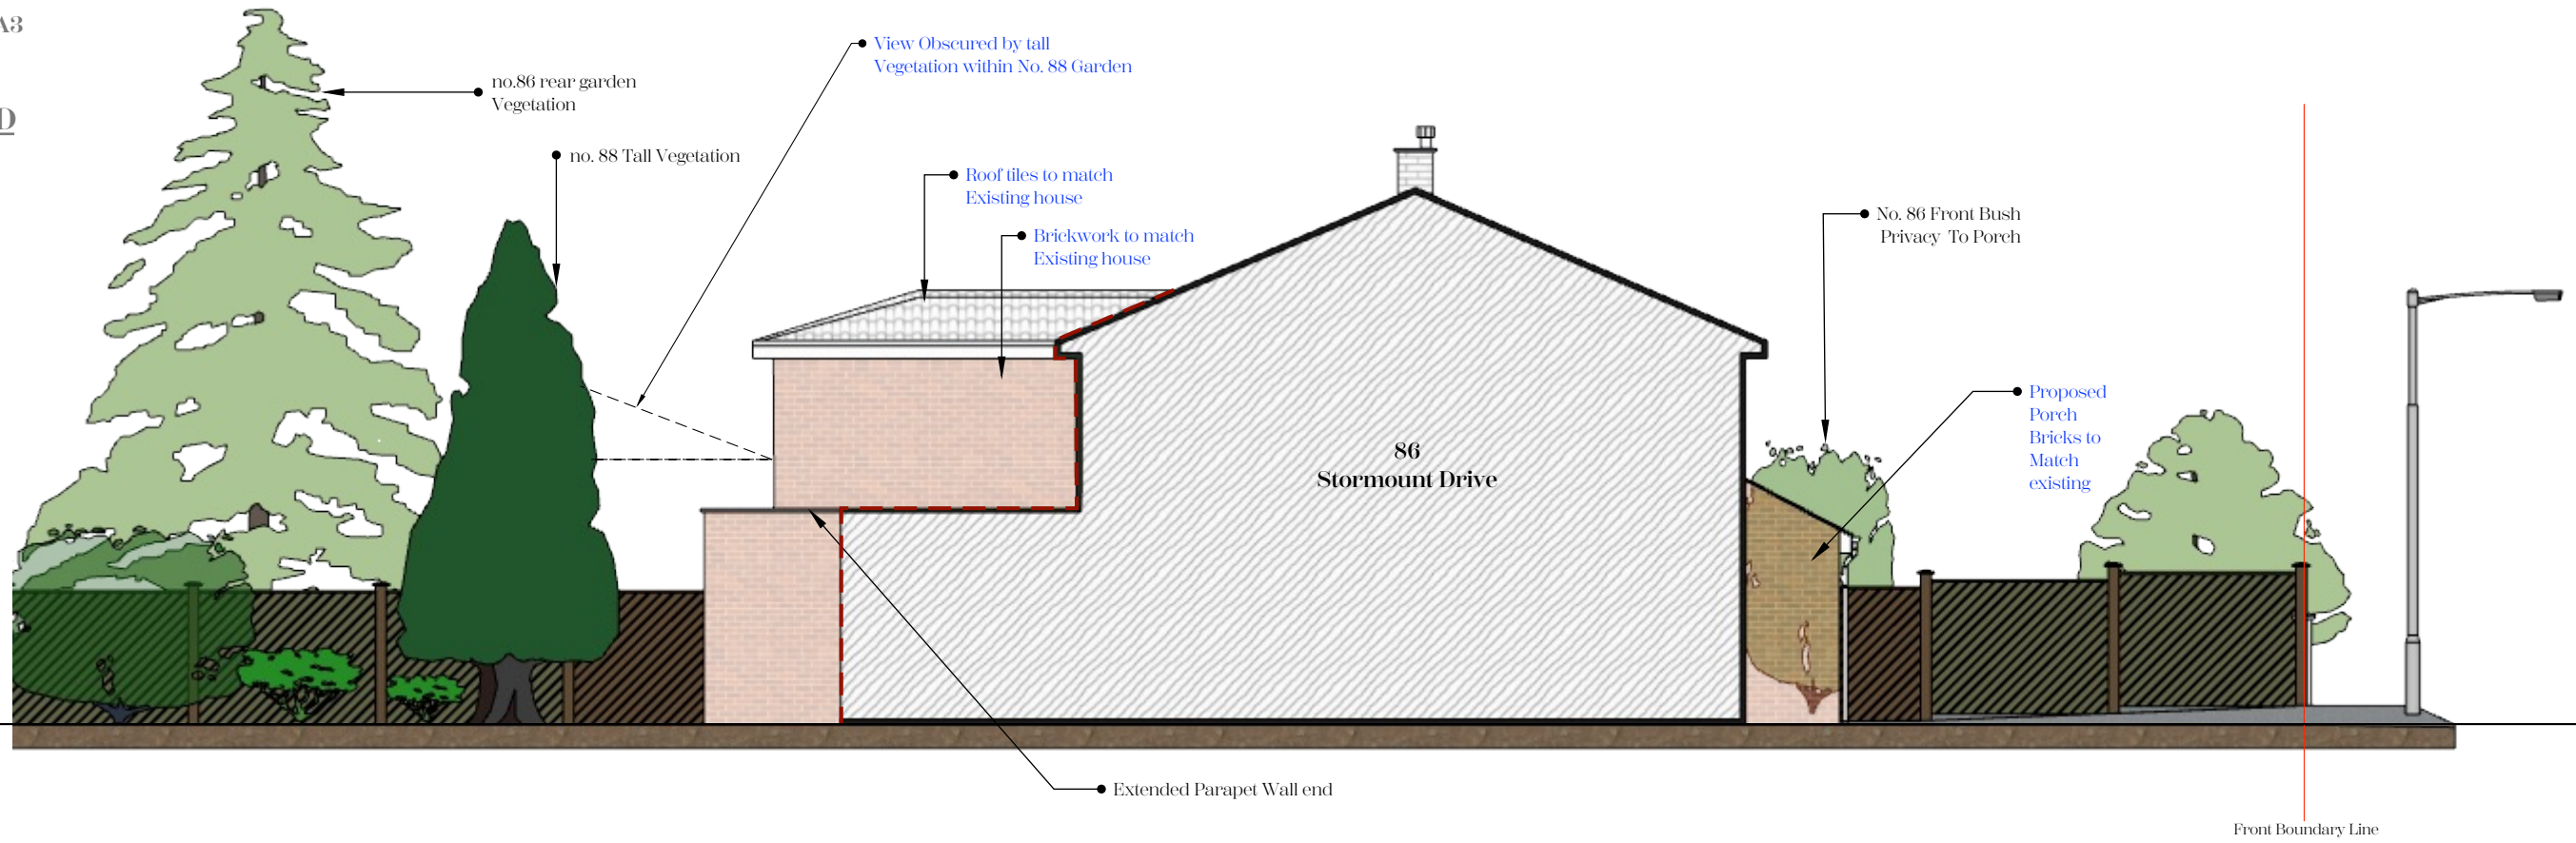 A3
D
View Obscured by tall
Vegetation within No. 88 Garden
no.86 rear garden
Vegetation
no. 88 Tall Vegetation
Roof tiles to match
Existing house
Brickwork to match
Existing house
No. 86 Front Bush
Privacy To Porch
Proposed
Porch
Bricks to
Match
existing
86
Stormount Drive
Extended Parapet Wall end
Front Boundary Line